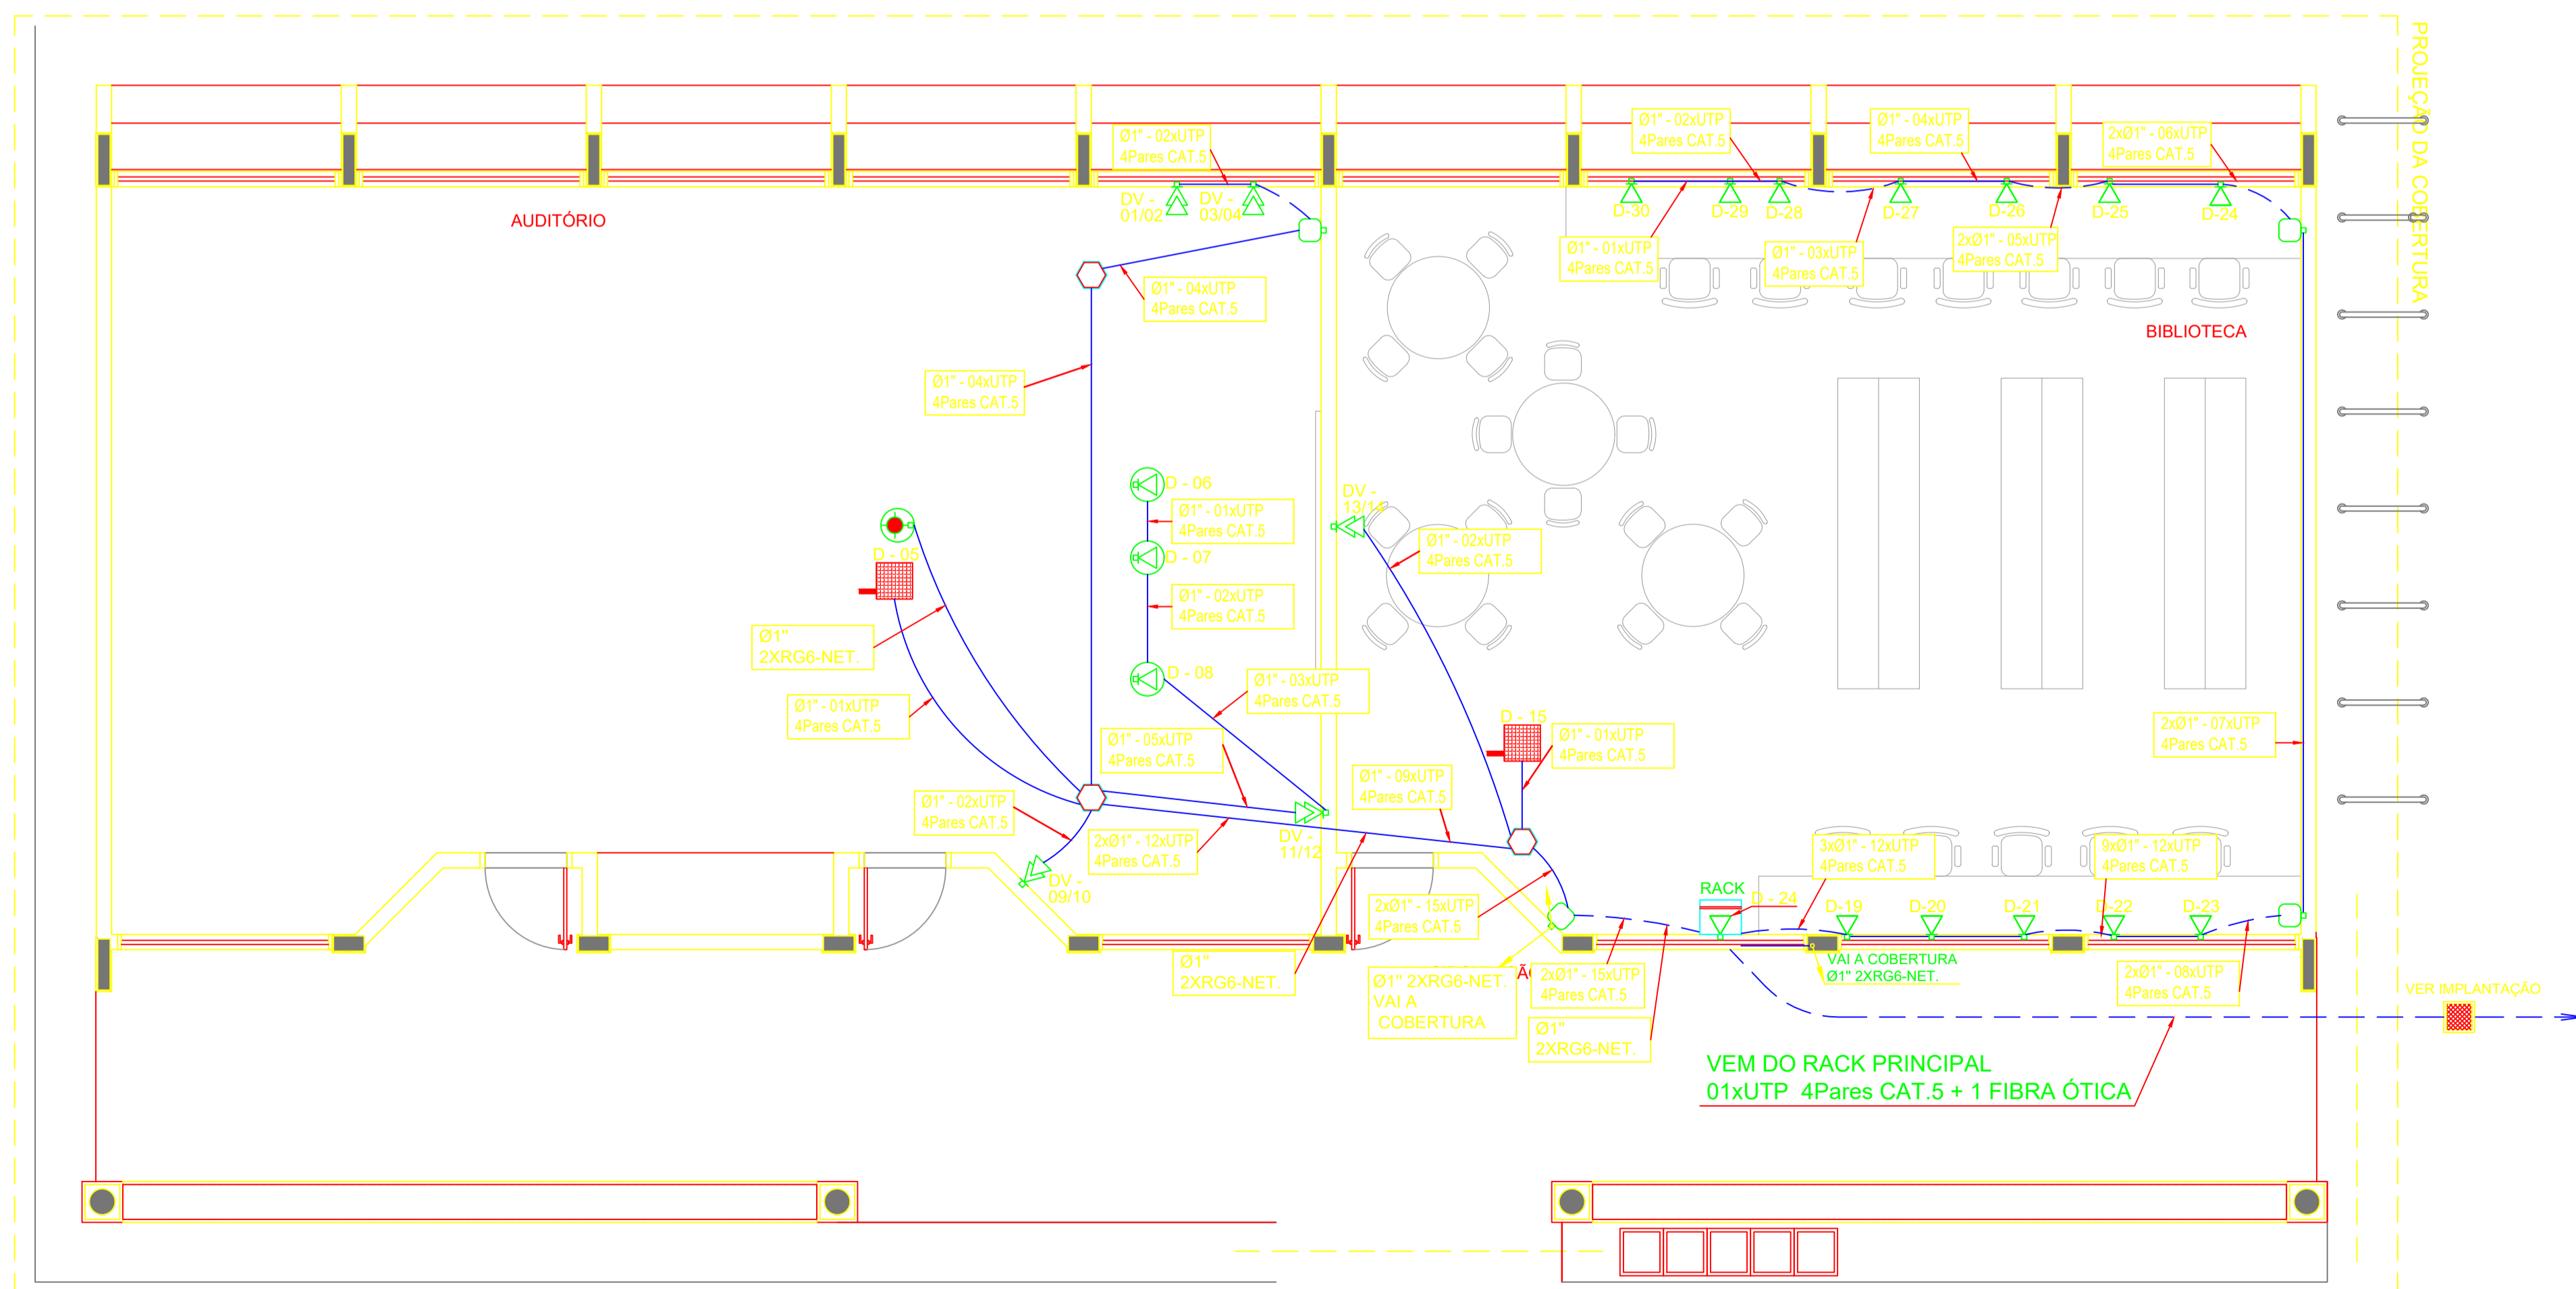 PROJEÇÃO DA COBERTURA
Ø1" - 02xUTP
4Pares CAT.5
DV -
01/02
DV -
03/04
Ø1" - 02xUTP
4Pares CAT.5
Ø1" - 04xUTP
4Pares CAT.5
2xØ1" - 06xUTP
4Pares CAT.5
D-30
D-29
D-28
D-27
D-26
D-25
D-24
AUDITÓRIO
Ø1" - 01xUTP
4Pares CAT.5
Ø1" - 03xUTP
4Pares CAT.5
2xØ1" - 05xUTP
4Pares CAT.5
Ø1" - 04xUTP
4Pares CAT.5
BIBLIOTECA
Ø1" - 04xUTP
4Pares CAT.5
D - 06
Ø1" - 01xUTP
4Pares CAT.5
D - 07
Ø1" - 02xUTP
4Pares CAT.5
D - 08
DV -
13/14
Ø1" - 02xUTP
4Pares CAT.5
D - 05
Ø1"
2XRG6-NET.
Ø1" - 01xUTP
4Pares CAT.5
Ø1" - 03xUTP
4Pares CAT.5
Ø1" - 05xUTP
4Pares CAT.5
D - 15
Ø1" - 01xUTP
4Pares CAT.5
2xØ1" - 07xUTP
4Pares CAT.5
Ø1" - 09xUTP
4Pares CAT.5
Ø1" - 02xUTP
4Pares CAT.5
2xØ1" - 12xUTP
4Pares CAT.5
DV -
11/12
DV -
09/10
3xØ1" - 12xUTP
4Pares CAT.5
9xØ1" - 12xUTP
4Pares CAT.5
RACK
D - 24
D-19
D-20
D-21
D-22
D-23
2xØ1" - 15xUTP
4Pares CAT.5
Ø1"
2XRG6-NET.
Ø1" 2XRG6-NET.
VAI A
COBERTURA
ÃO
2xØ1" - 15xUTP
4Pares CAT.5
Ø1"
2XRG6-NET.
VAI A COBERTURA
Ø1" 2XRG6-NET.
2xØ1" - 08xUTP
4Pares CAT.5
VER IMPLANTAÇÃO
VEM DO RACK PRINCIPAL
01xUTP 4Pares CAT.5 + 1 FIBRA ÓTICA